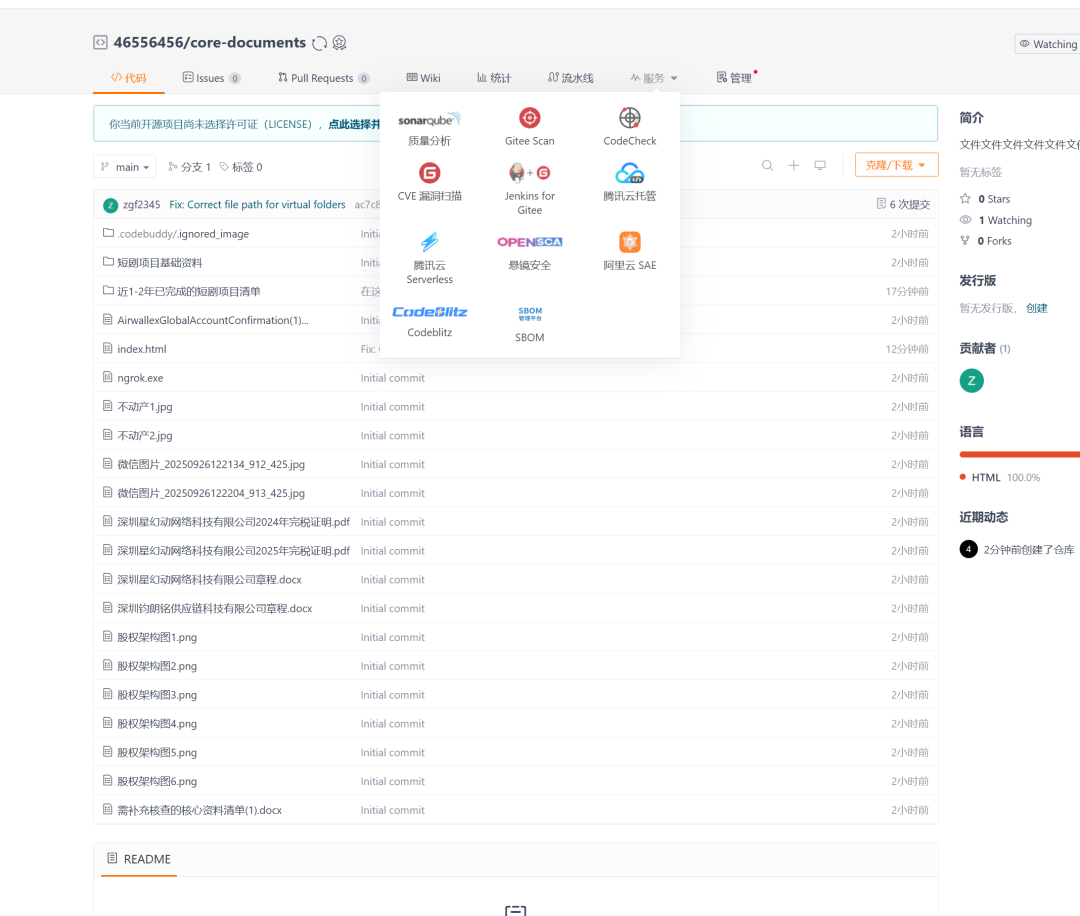 46556456/core-documents
Watching
代码
Issues 0
Pull Requests 0
Wiki
统计
流水线
服务
管理
你当前开源项目尚未选择许可证（LICENSE），点此选择并
sonarqube
质量分析
Gitee Scan
CodeCheck
CVE 漏洞扫描
Jenkins for
Gitee
腾讯云托管
腾讯云
Serverless
OPENSCA
悬镜安全
阿里云 SAE
CodeBlitz
Codeblitz
SBOM
管理平台
SBOM
main
分支 1
标签 0
克隆/下载
Z zgf2345 Fix: Correct file path for virtual folders ac7c8
6 次提交
.codebuddy/.ignored_image Initi 2小时前
短剧项目基础资料 Initi 2小时前
近1-2年已完成的短剧项目清单 在这 17分钟前
AirwallexGlobalAccountConfirmation(1)... Initi 2小时前
index.html Fix: 12分钟前
ngrok.exe Initial commit 2小时前
不动产1.jpg Initial commit 2小时前
不动产2.jpg Initial commit 2小时前
微信图片_20250926122134_912_425.jpg Initial commit 2小时前
微信图片_20250926122204_913_425.jpg Initial commit 2小时前
深圳星幻动网络科技有限公司2024年完税证明.pdf Initial commit 2小时前
深圳星幻动网络科技有限公司2025年完税证明.pdf Initial commit 2小时前
深圳星幻动网络科技有限公司章程.docx Initial commit 2小时前
深圳钧朗铭供应链科技有限公司章程.docx Initial commit 2小时前
股权架构图1.png Initial commit 2小时前
股权架构图2.png Initial commit 2小时前
股权架构图3.png Initial commit 2小时前
股权架构图4.png Initial commit 2小时前
股权架构图5.png Initial commit 2小时前
股权架构图6.png Initial commit 2小时前
需补充核查的核心资料清单(1).docx Initial commit 2小时前
README
简介
文件文件文件文件文件文
暂无标签
0 Stars
1 Watching
0 Forks
发行版
暂无发行版， 创建
贡献者 (1)
Z
语言
HTML 100.0%
近期动态
4 2分钟前创建了仓库